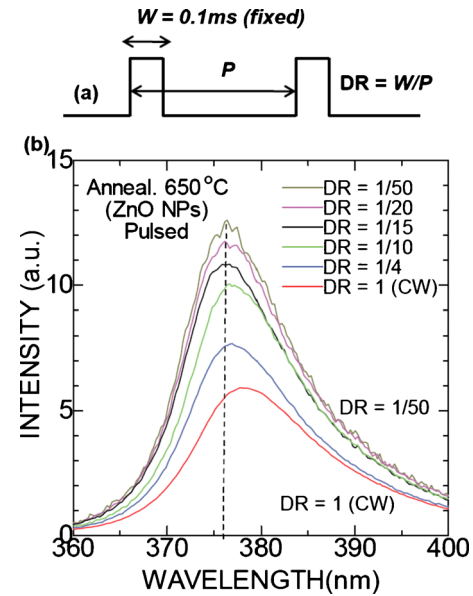 W = 0.1ms (fixed)
P
(a)
DR = W/P
(b)
15
Anneal. 650°C
(ZnO NPs)
Pulsed
DR = 1/50
DR = 1/20
DR = 1/15
DR = 1/10
DR = 1/4
DR = 1 (CW)
10
INTENSITY (a.u.)
5
DR = 1/50
DR = 1 (CW)
0
360 370 380 390 400
WAVELENGTH(nm)